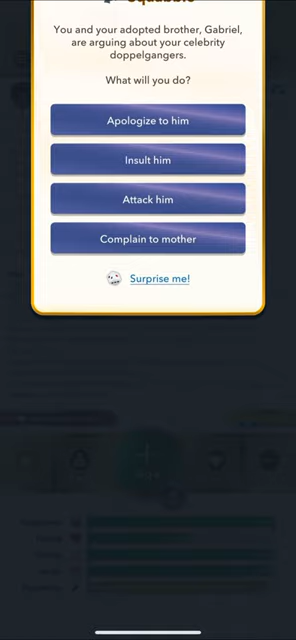 Squabble
You and your adopted brother, Gabriel,
are arguing about your celebrity
doppelgangers.
What will you do?
Apologize to him
Insult him
Attack him
Complain to mother
Surprise me!